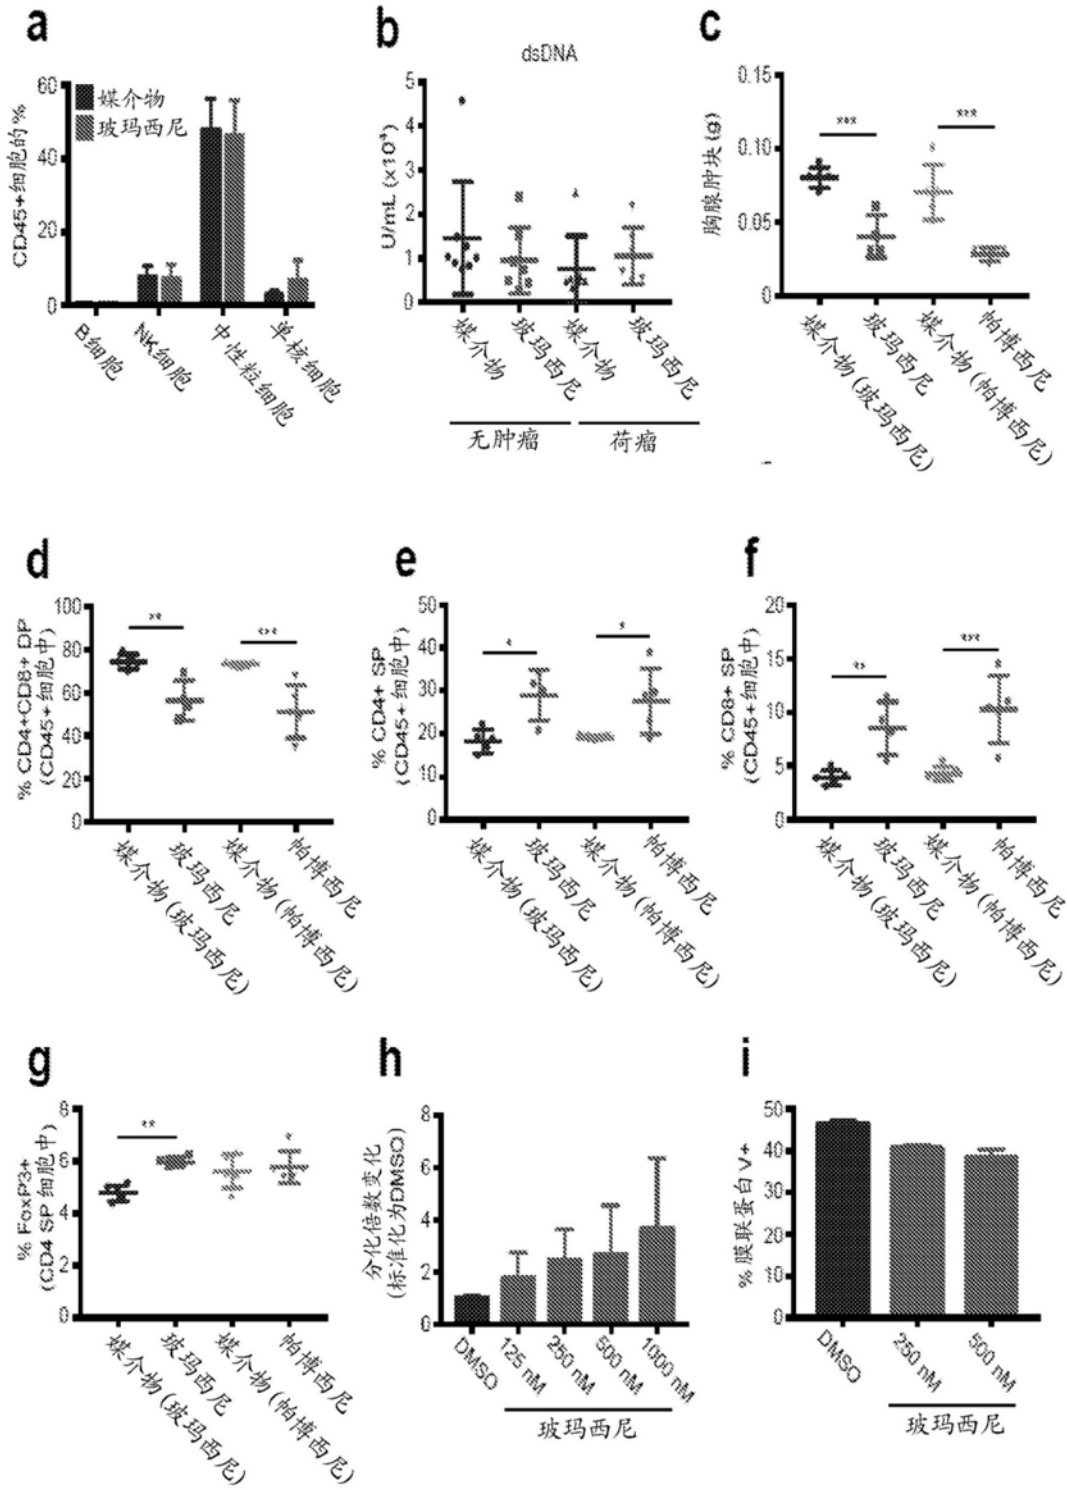 a
CD45+细胞的%
60
40
20
0
媒介物
玻玛西尼
B细胞
NK细胞
中性粒细胞
单核细胞
b
dsDNA
U/mL (x10⁴)
5
4
3
2
1
0
媒介物
玻玛西尼
媒介物
玻玛西尼
无肿瘤
荷瘤
c
胸腺肿块 (g)
0.15
0.10
0.05
0
***
***
媒介物 (玻玛西尼)
玻玛西尼
媒介物 (帕博西尼)
帕博西尼
d
% CD4+CD8+ DP
(CD45+ 细胞中)
100
80
60
40
20
0
**
***
媒介物 (玻玛西尼)
玻玛西尼
媒介物 (帕博西尼)
帕博西尼
e
% CD4+ SP
(CD45+ 细胞中)
50
40
30
20
10
0
*
*
媒介物 (玻玛西尼)
玻玛西尼
媒介物 (帕博西尼)
帕博西尼
f
% CD8+ SP
(CD45+ 细胞中)
20
15
10
5
0
**
***
媒介物 (玻玛西尼)
玻玛西尼
媒介物 (帕博西尼)
帕博西尼
g
% FoxP3+
(CD4 SP 细胞中)
8
6
4
2
0
**
媒介物 (玻玛西尼)
玻玛西尼
媒介物 (帕博西尼)
帕博西尼
h
分化倍数变化
(标准化为DMSO)
8
6
4
2
0
DMSO
125 nM
250 nM
500 nM
1000 nM
玻玛西尼
i
% 膜联蛋白 V+
50
40
30
20
10
0
DMSO
250 nM
500 nM
玻玛西尼